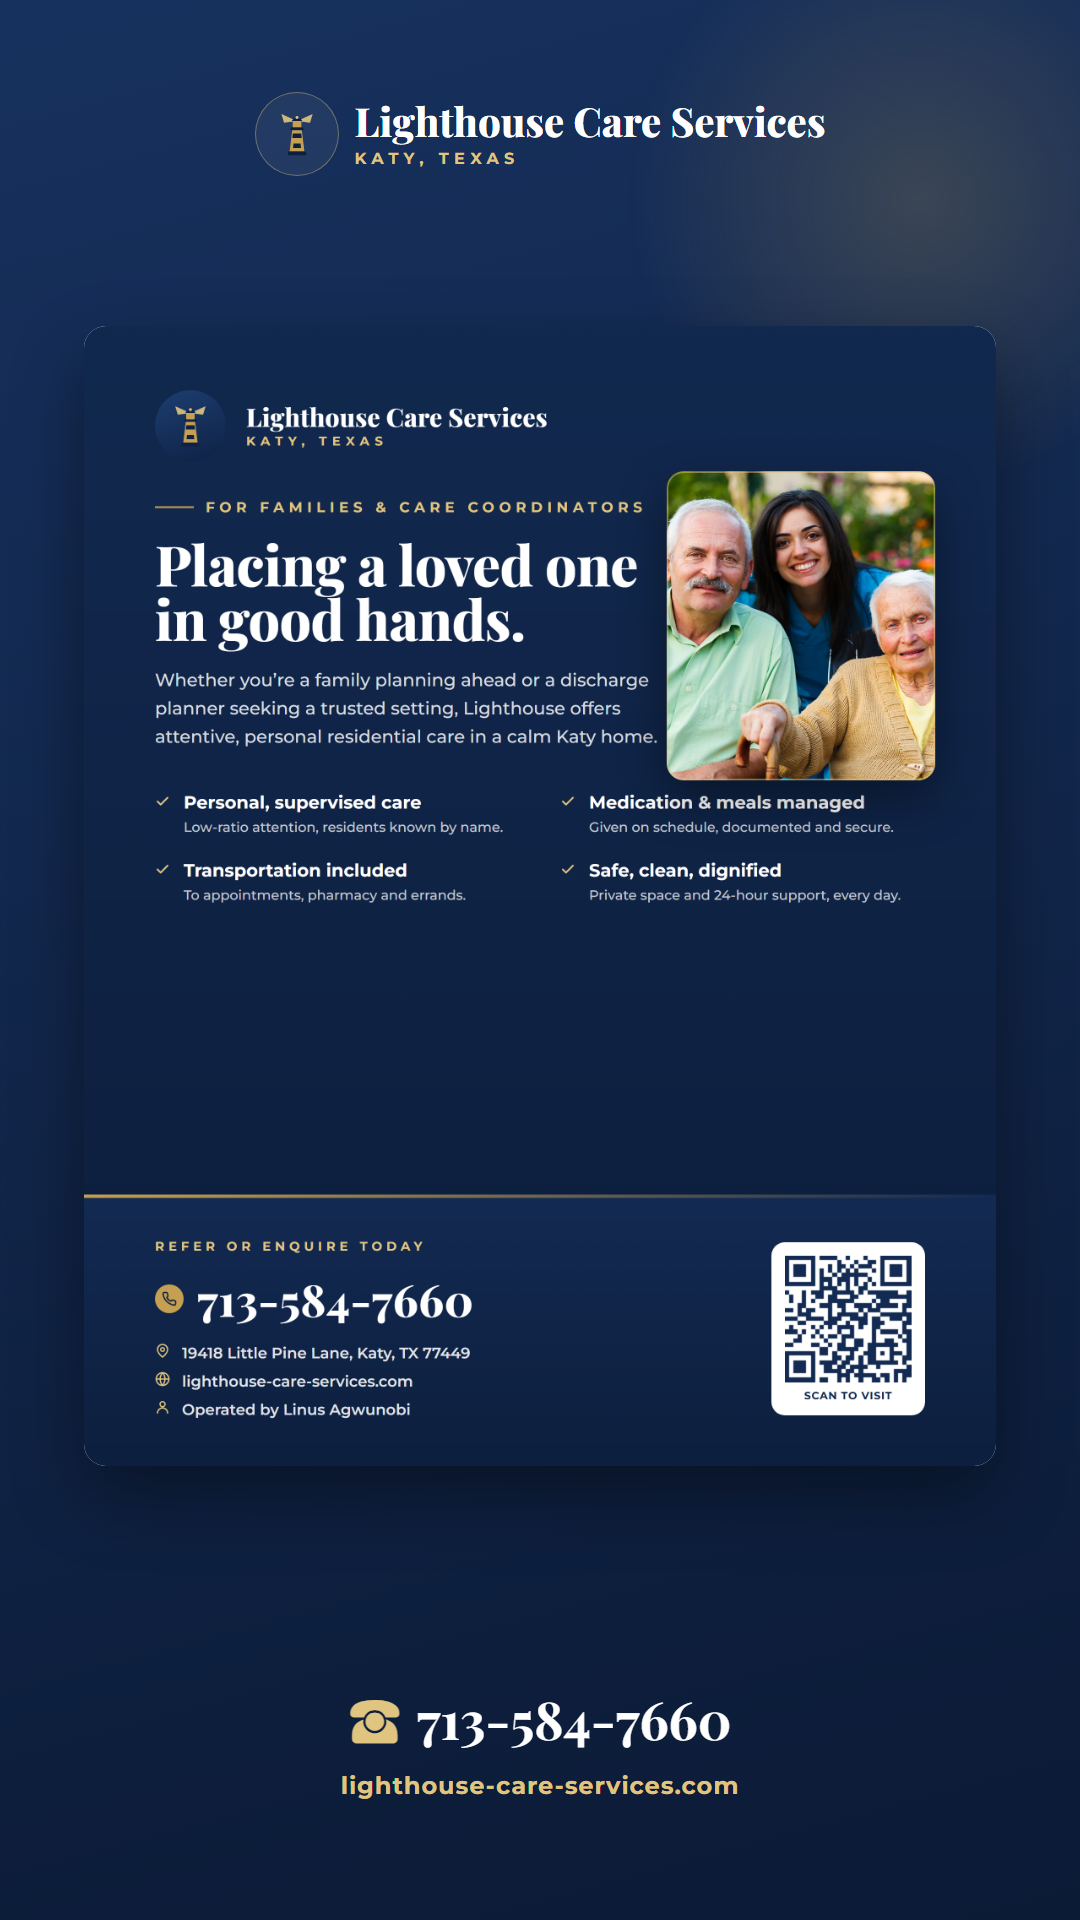 Lighthouse Care Services
KATY, TEXAS
Lighthouse Care Services
KATY, TEXAS
FOR FAMILIES & CARE COORDINATORS
Placing a loved one
in good hands.
Whether you’re a family planning ahead or a discharge
planner seeking a trusted setting, Lighthouse offers
attentive, personal residential care in a calm Katy home.
Personal, supervised care
Low-ratio attention, residents known by name.
Medication & meals managed
Given on schedule, documented and secure.
Transportation included
To appointments, pharmacy and errands.
Safe, clean, dignified
Private space and 24-hour support, every day.
REFER OR ENQUIRE TODAY
713-584-7660
19418 Little Pine Lane, Katy, TX 77449
lighthouse-care-services.com
Operated by Linus Agwunobi
SCAN TO VISIT
713-584-7660
lighthouse-care-services.com